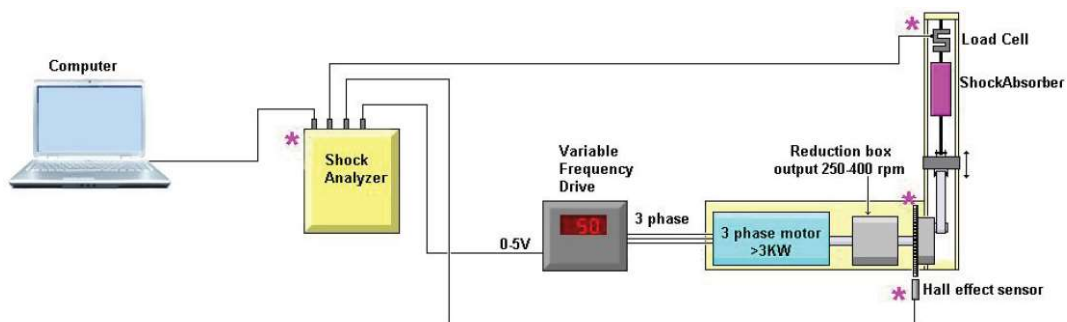 Computer
Shock
Analyzer
0-5V
Variable
Frequency
Drive
50
3 phase
3 phase motor
>3KW
Reduction box
output 250-400 rpm
Load Cell
ShockAbsorber
Hall effect sensor